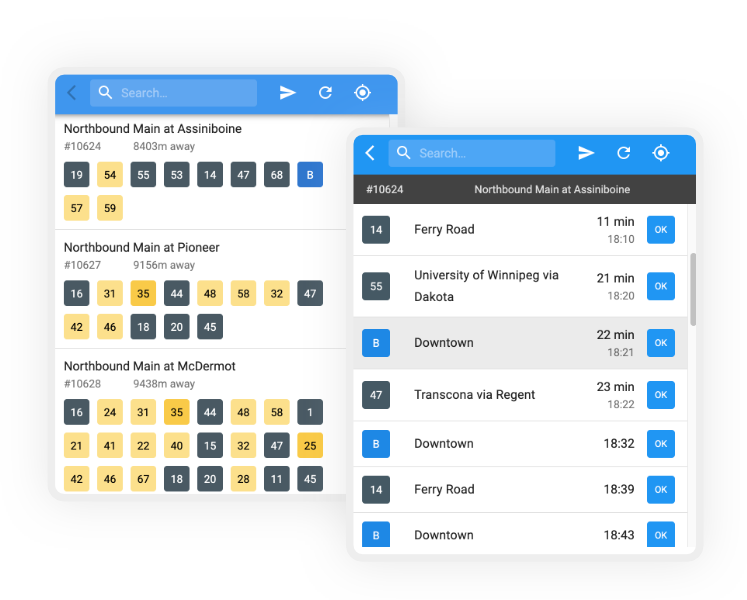 Search...
Northbound Main at Assiniboine
#10624 8403m away
19 54 55 53 14 47 68 B
57 59
Northbound Main at Pioneer
#10627 9156m away
16 31 35 44 48 58 32 47
42 46 18 20 45
Northbound Main at McDermot
#10628 9438m away
16 24 31 35 44 48 58 1
21 41 22 40 15 32 47 25
42 46 67 18 20 28 11 45
Search...
#10624 Northbound Main at Assiniboine
14 Ferry Road 11 min OK
18:10
55 University of Winnipeg via 21 min OK
Dakota 18:20
B Downtown 22 min OK
18:21
47 Transcona via Regent 23 min OK
18:22
B Downtown 18:32 OK
14 Ferry Road 18:39 OK
B Downtown 18:43 OK